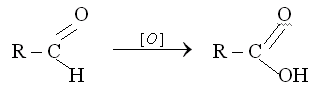 O [O] O
R – C R – C
H OH